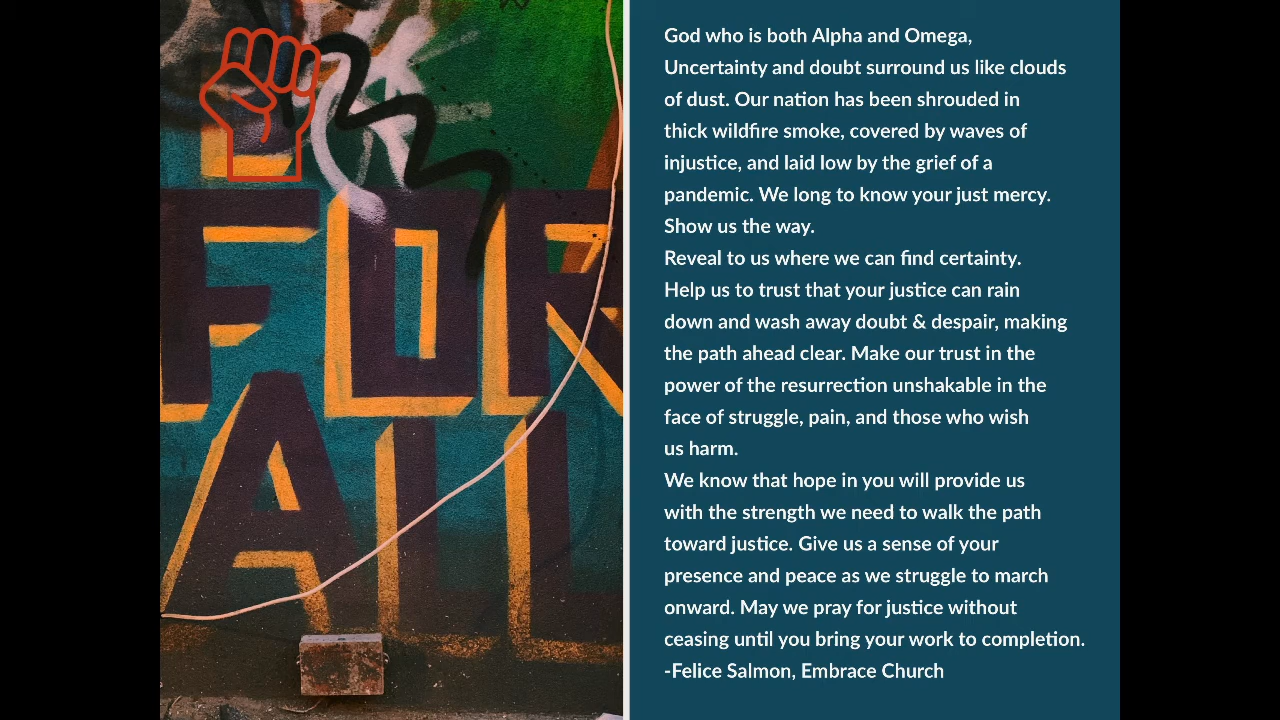 FOR
ALL
God who is both Alpha and Omega,
Uncertainty and doubt surround us like clouds
of dust. Our nation has been shrouded in
thick wildfire smoke, covered by waves of
injustice, and laid low by the grief of a
pandemic. We long to know your just mercy.
Show us the way.
Reveal to us where we can find certainty.
Help us to trust that your justice can rain
down and wash away doubt & despair, making
the path ahead clear. Make our trust in the
power of the resurrection unshakable in the
face of struggle, pain, and those who wish
us harm.
We know that hope in you will provide us
with the strength we need to walk the path
toward justice. Give us a sense of your
presence and peace as we struggle to march
onward. May we pray for justice without
ceasing until you bring your work to completion.
-Felice Salmon, Embrace Church